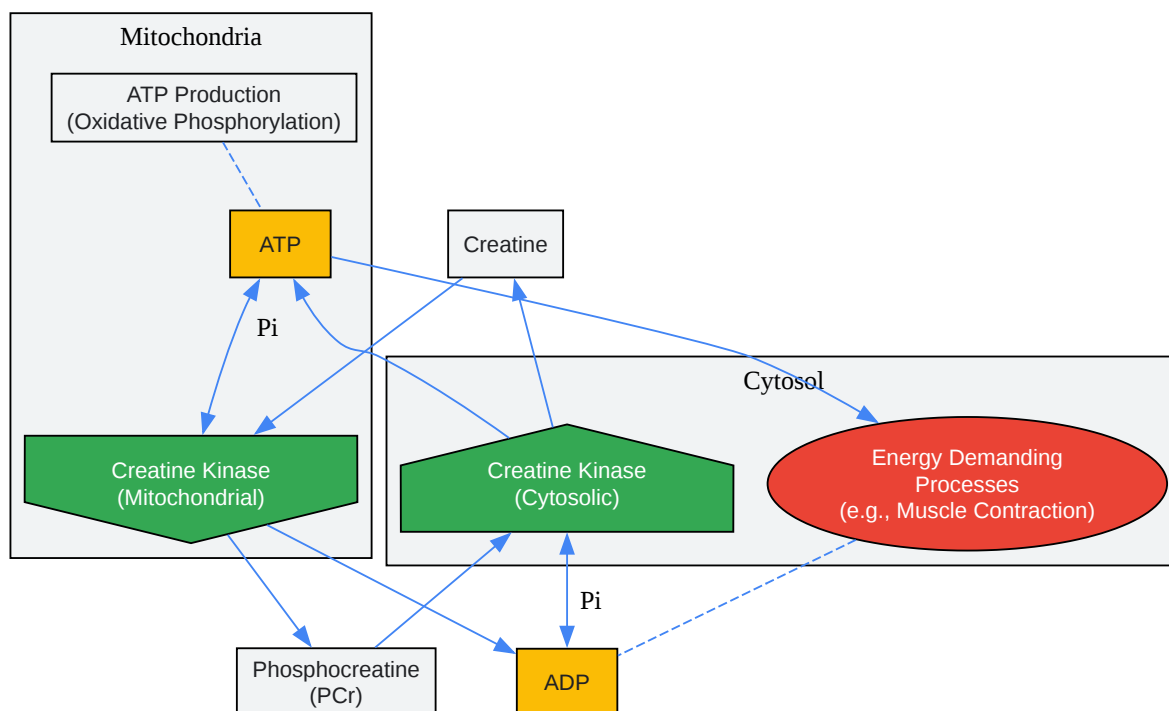 Mitochondria
ATP Production
(Oxidative Phosphorylation)
ATP
Creatine
Pi
Cytosol
Creatine Kinase
(Mitochondrial)
Creatine Kinase
(Cytosolic)
Energy Demanding
Processes
(e.g., Muscle Contraction)
Pi
Phosphocreatine
(PCr)
ADP